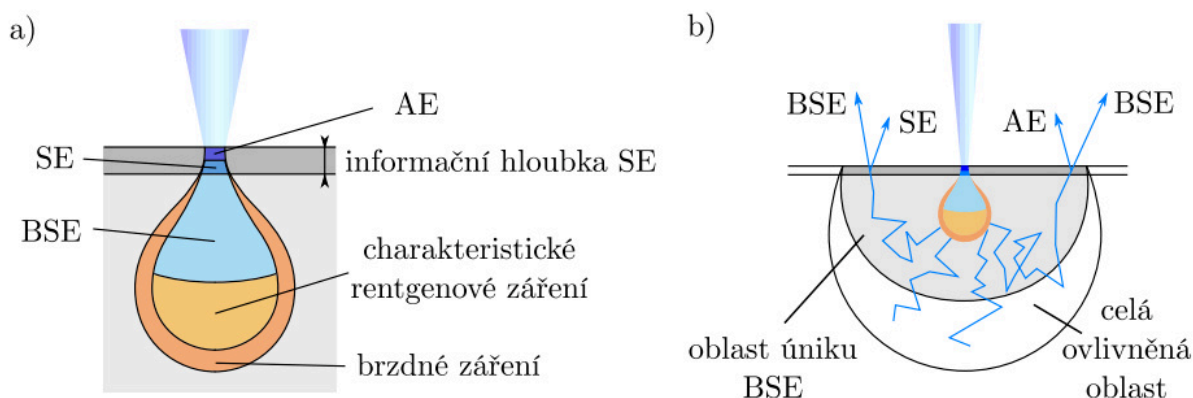 a)
AE
SE
informační hloubka SE
BSE
charakteristické
rentgenové záření
brzdné záření
b)
BSE
SE
AE
BSE
oblast úniku
BSE
celá
ovlivněná
oblast